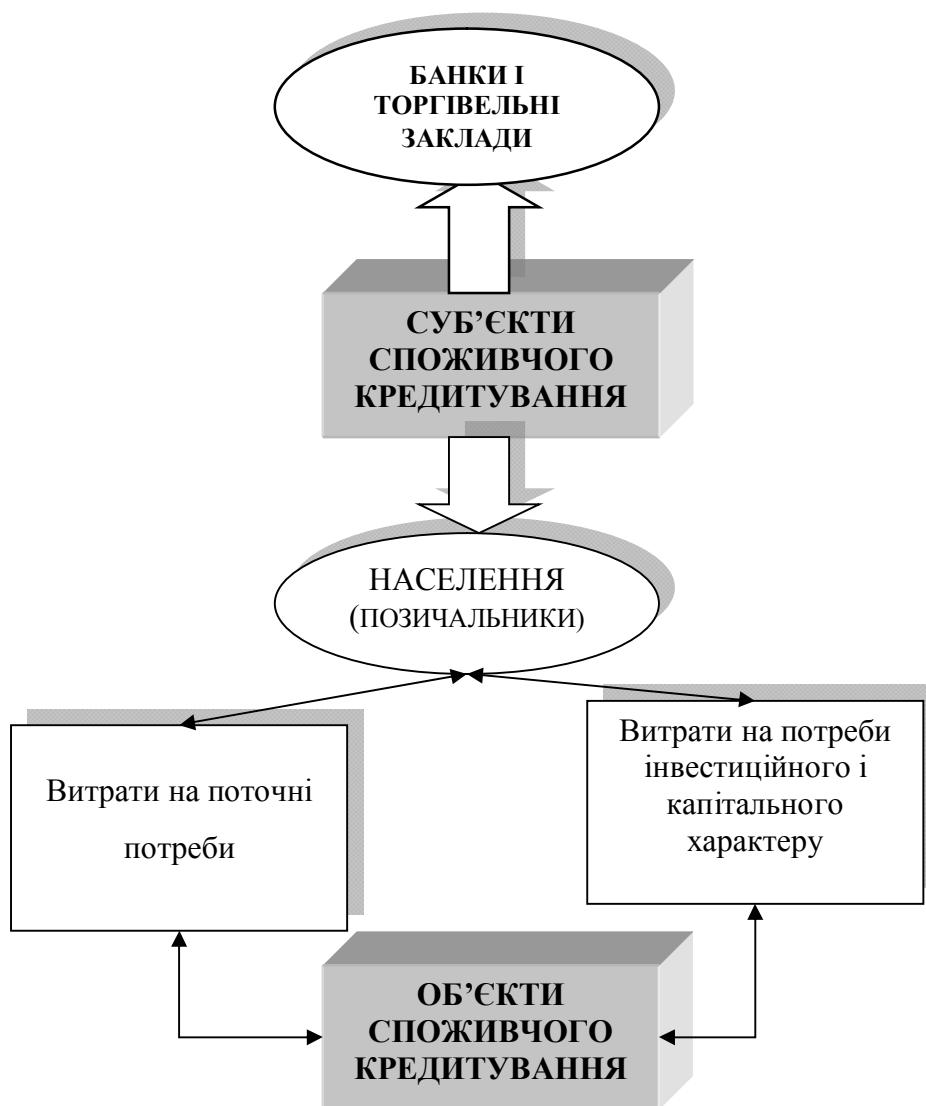 БАНКИ І
ТОРГІВЕЛЬНІ
ЗАКЛАДИ
СУБ’ЄКТИ
СПОЖИВЧОГО
КРЕДИТУВАННЯ
НАСЕЛЕННЯ
(ПОЗИЧАЛЬНИКИ)
Витрати на поточні
потреби
Витрати на потреби
інвестиційного і
капітального
характеру
ОБ’ЄКТИ
СПОЖИВЧОГО
КРЕДИТУВАННЯ